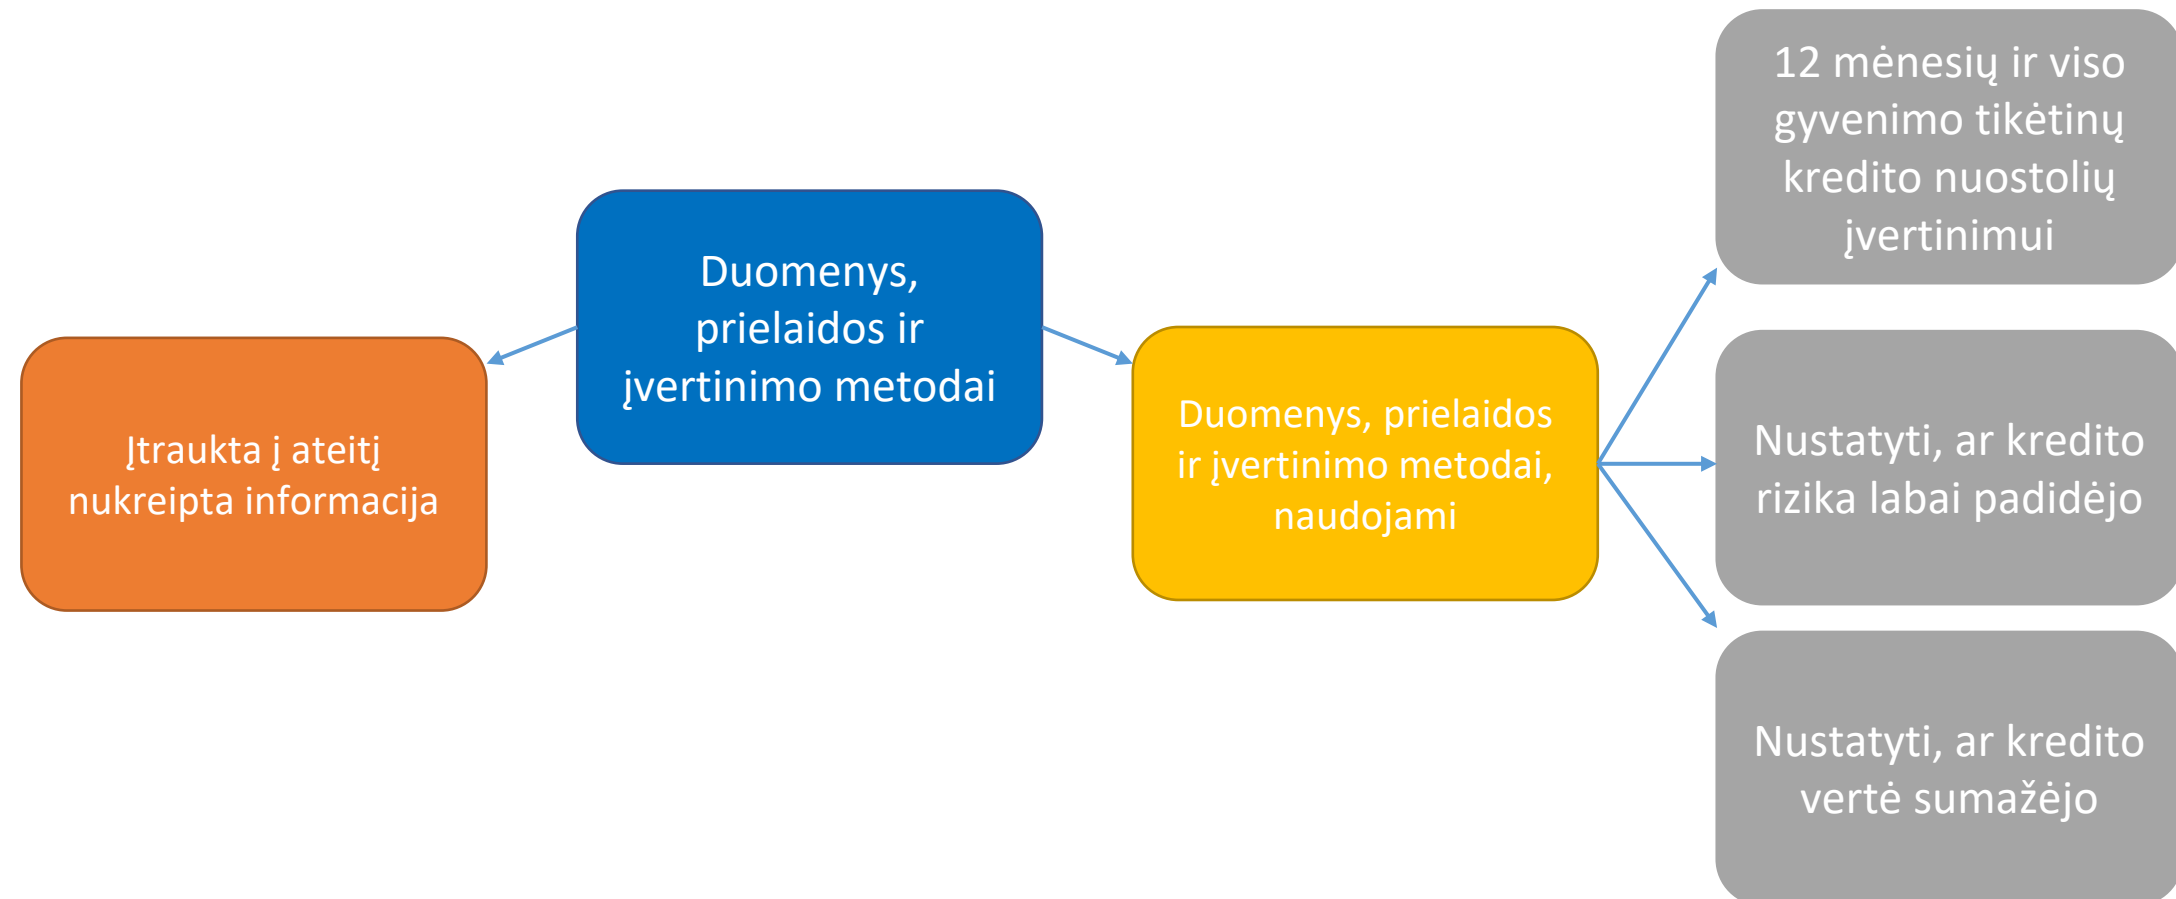 Įtraukta į ateitį
nukreipta informacija
Duomenys,
prielaidos ir
įvertinimo metodai
Duomenys, prielaidos
ir įvertinimo metodai,
naudojami
12 mėnesių ir viso
gyvenimo tikėtinų
kredito nuostolių
įvertinimui
Nustatyti, ar kredito
rizika labai padidėjo
Nustatyti, ar kredito
vertė sumažėjo